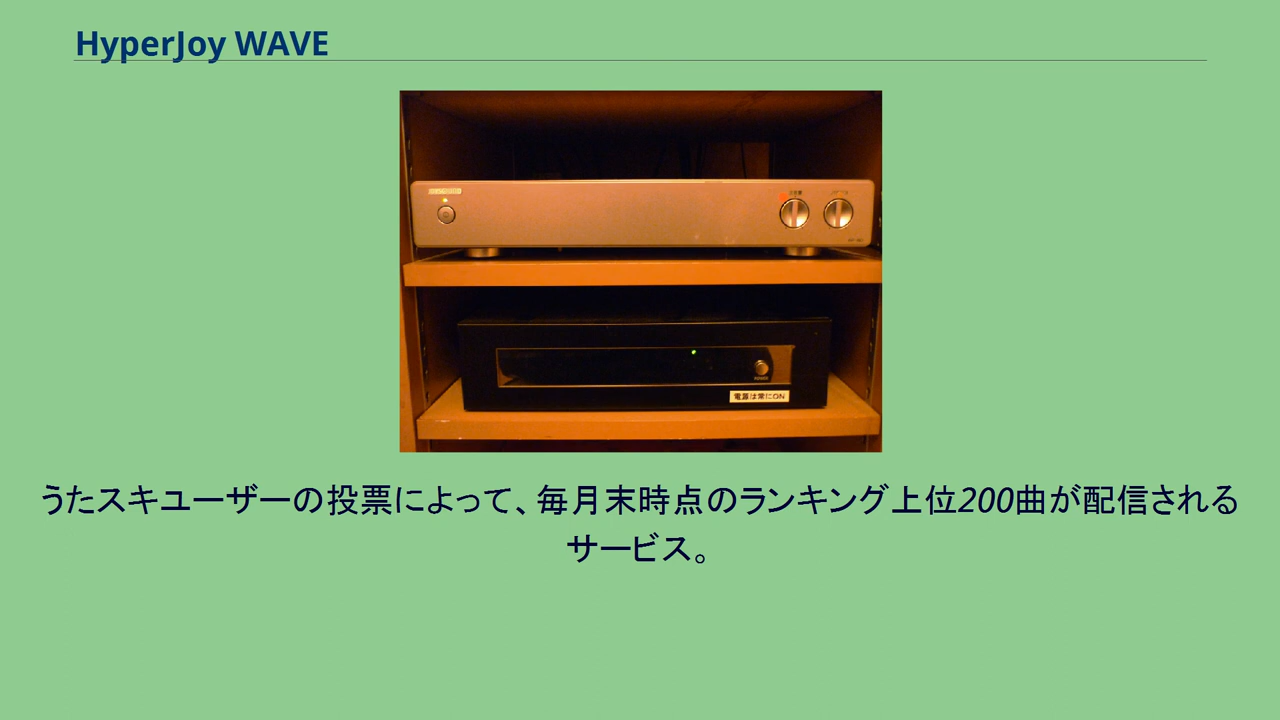 HyperJoy WAVE
POWER
電源は常にON
うたスキユーザーの投票によって、毎月末時点のランキング上位200曲が配信される
サービス。